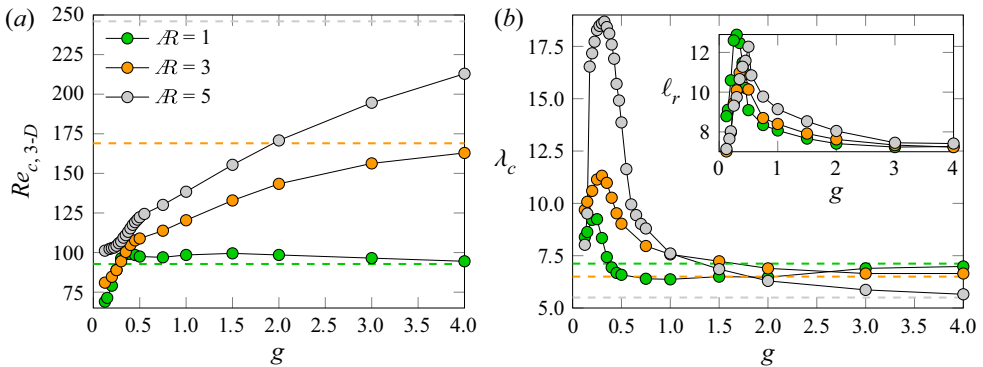 (a)
250
225
200
175
150
125
100
75
Re_c, 3-D
Æ = 1
Æ = 3
Æ = 5
0 0.5 1.0 1.5 2.0 2.5 3.0 3.5 4.0
g
(b)
17.5
15.0
12.5
10.0
7.5
5.0
λ_c
0 0.5 1.0 1.5 2.0 2.5 3.0 3.5 4.0
g
12
10
8
ℓ_r
0 1 2 3 4
g